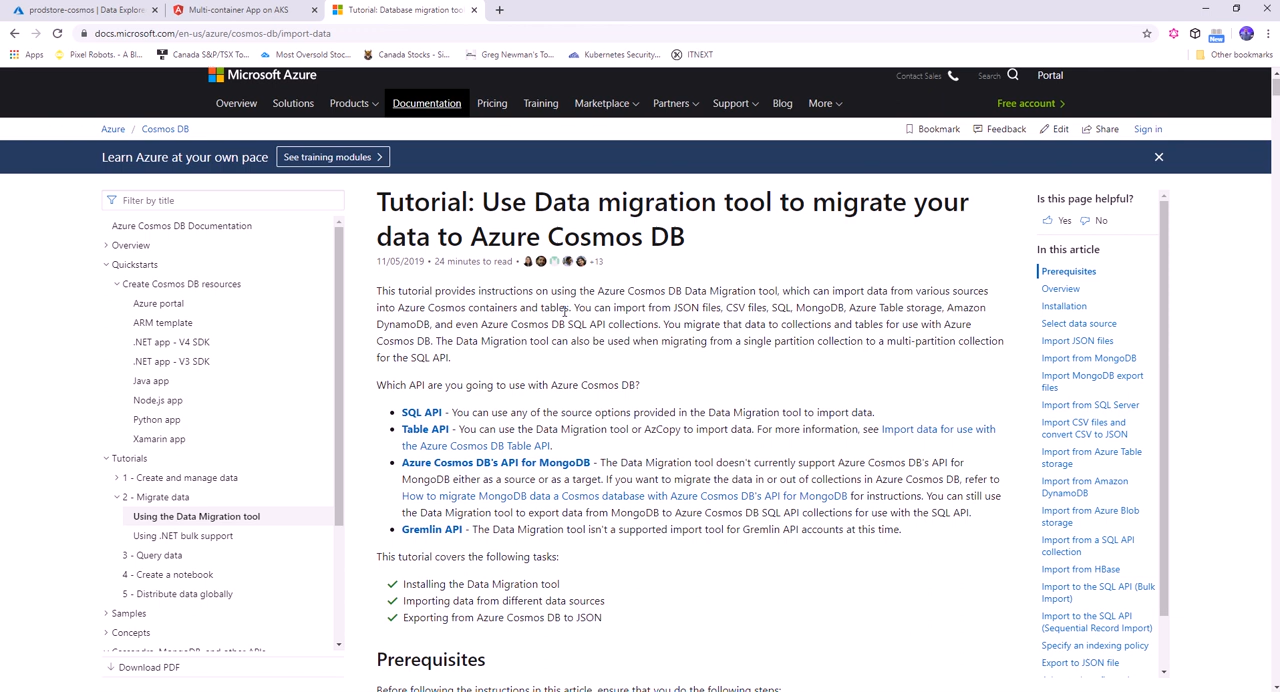 prodstore-cosmos | Data Explorer
Multi-container App on AKS
Tutorial: Database migration tool
docs.microsoft.com/en-us/azure/cosmos-db/import-data
New
Apps
Pixel Robots. - A Bl...
Canada S&P/TSX To...
Most Oversold Stoc...
Canada Stocks - Si...
Greg Newman's To...
Kubernetes Security...
ITNEXT
Other bookmarks
Microsoft Azure
Contact Sales
Search
Portal
Overview
Solutions
Products
Documentation
Pricing
Training
Marketplace
Partners
Support
Blog
More
Free account
Azure / Cosmos DB
Bookmark
Feedback
Edit
Share
Sign in
Learn Azure at your own pace
See training modules
Filter by title
Azure Cosmos DB Documentation
Overview
Quickstarts
Create Cosmos DB resources
Azure portal
ARM template
.NET app - V4 SDK
.NET app - V3 SDK
Java app
Node.js app
Python app
Xamarin app
Tutorials
1 - Create and manage data
2 - Migrate data
Using the Data Migration tool
Using .NET bulk support
3 - Query data
4 - Create a notebook
5 - Distribute data globally
Samples
Concepts
Download PDF
Tutorial: Use Data migration tool to migrate your
data to Azure Cosmos DB
11/05/2019 • 24 minutes to read • +13
This tutorial provides instructions on using the Azure Cosmos DB Data Migration tool, which can import data from various sources
into Azure Cosmos containers and tables. You can import from JSON files, CSV files, SQL, MongoDB, Azure Table storage, Amazon
DynamoDB, and even Azure Cosmos DB SQL API collections. You migrate that data to collections and tables for use with Azure
Cosmos DB. The Data Migration tool can also be used when migrating from a single partition collection to a multi-partition collection
for the SQL API.
Which API are you going to use with Azure Cosmos DB?
• SQL API - You can use any of the source options provided in the Data Migration tool to import data.
• Table API - You can use the Data Migration tool or AzCopy to import data. For more information, see Import data for use with
the Azure Cosmos DB Table API.
• Azure Cosmos DB's API for MongoDB - The Data Migration tool doesn't currently support Azure Cosmos DB's API for
MongoDB either as a source or as a target. If you want to migrate the data in or out of collections in Azure Cosmos DB, refer to
How to migrate MongoDB data a Cosmos database with Azure Cosmos DB's API for MongoDB for instructions. You can still use
the Data Migration tool to export data from MongoDB to Azure Cosmos DB SQL API collections for use with the SQL API.
• Gremlin API - The Data Migration tool isn't a supported import tool for Gremlin API accounts at this time.
This tutorial covers the following tasks:
Installing the Data Migration tool
Importing data from different data sources
Exporting from Azure Cosmos DB to JSON
Prerequisites
Before following the instructions in this article, ensure that you do the following steps:
Is this page helpful?
Yes
No
In this article
Prerequisites
Overview
Installation
Select data source
Import JSON files
Import from MongoDB
Import MongoDB export
files
Import from SQL Server
Import CSV files and
convert CSV to JSON
Import from Azure Table
storage
Import from Amazon
DynamoDB
Import from Azure Blob
storage
Import from a SQL API
collection
Import from HBase
Import to the SQL API (Bulk
Import)
Import to the SQL API
(Sequential Record Import)
Specify an indexing policy
Export to JSON file